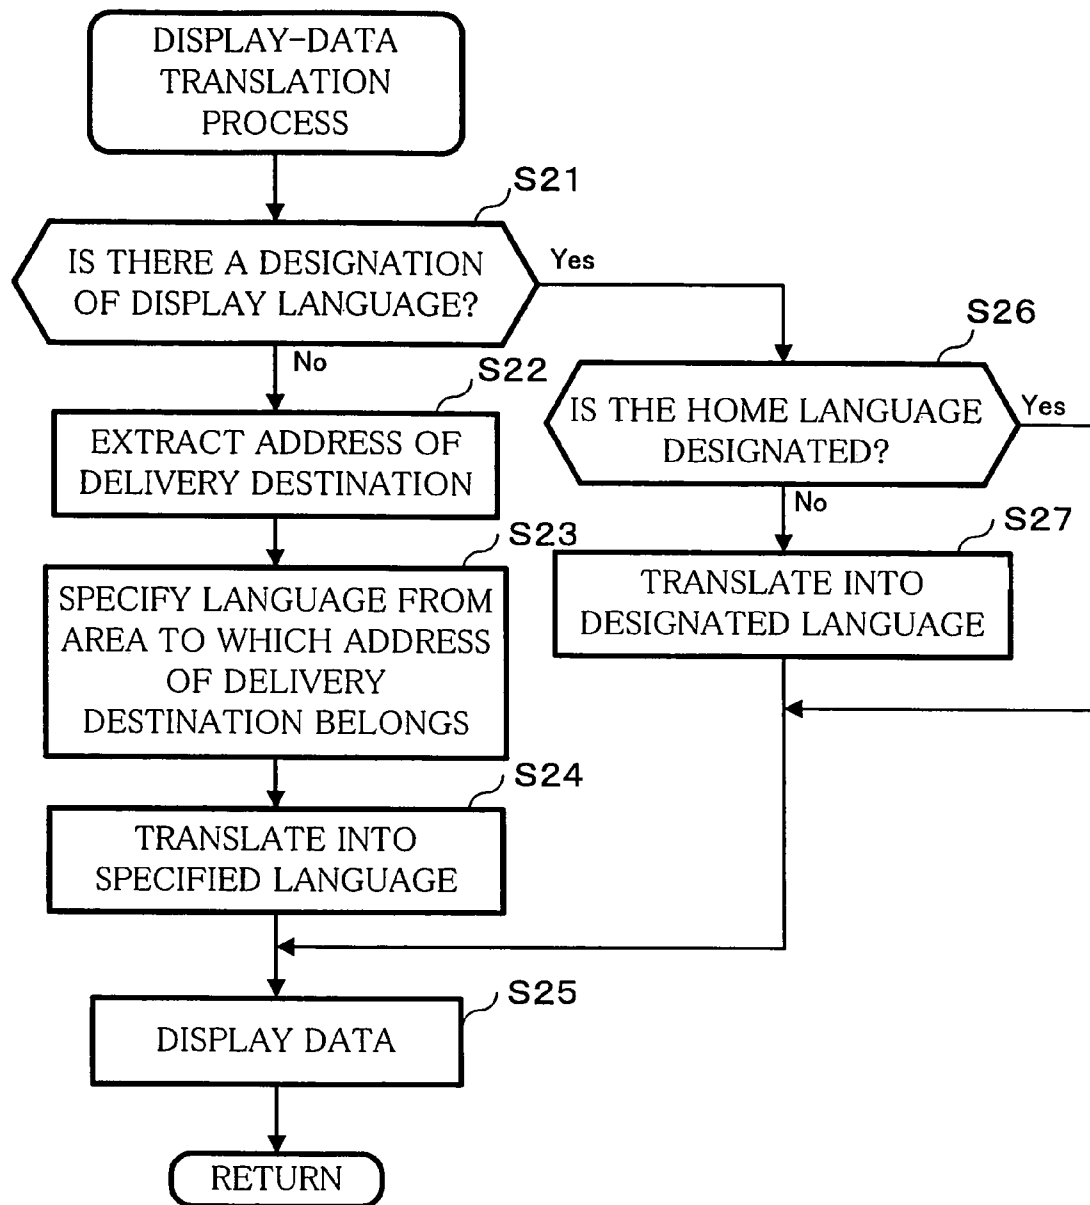 DISPLAY-DATA
TRANSLATION
PROCESS
S21
IS THERE A DESIGNATION
OF DISPLAY LANGUAGE?
Yes
No
S26
IS THE HOME LANGUAGE
DESIGNATED?
Yes
No
S22
EXTRACT ADDRESS OF
DELIVERY DESTINATION
S27
TRANSLATE INTO
DESIGNATED LANGUAGE
S23
SPECIFY LANGUAGE FROM
AREA TO WHICH ADDRESS
OF DELIVERY
DESTINATION BELONGS
S24
TRANSLATE INTO
SPECIFIED LANGUAGE
S25
DISPLAY DATA
RETURN